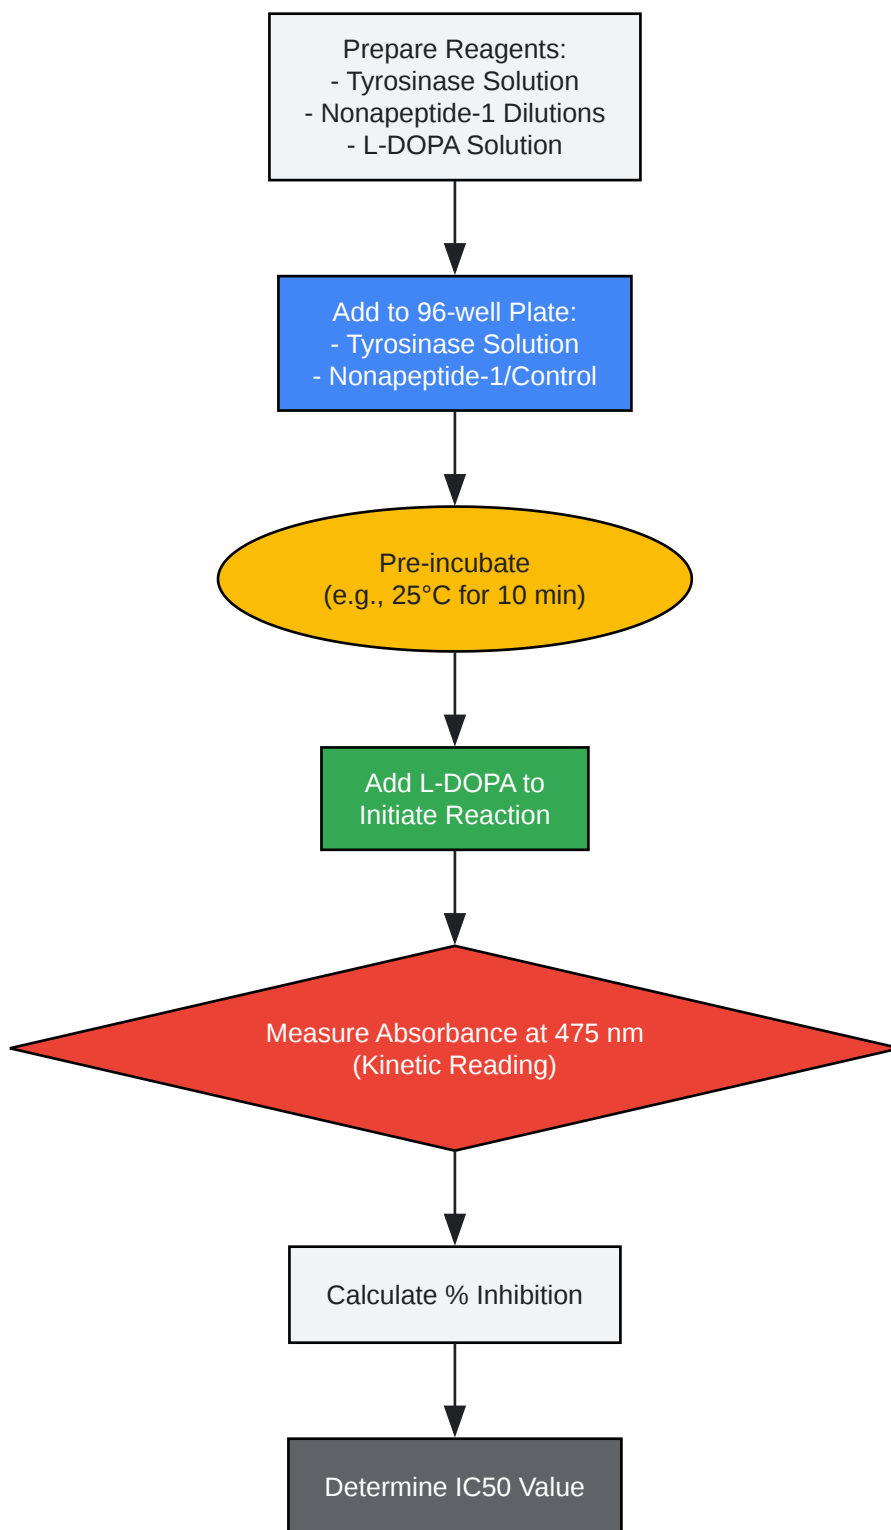 Prepare Reagents:
- Tyrosinase Solution
- Nonapeptide-1 Dilutions
- L-DOPA Solution
Add to 96-well Plate:
- Tyrosinase Solution
- Nonapeptide-1/Control
Pre-incubate
(e.g., 25°C for 10 min)
Add L-DOPA to
Initiate Reaction
Measure Absorbance at 475 nm
(Kinetic Reading)
Calculate % Inhibition
Determine IC50 Value